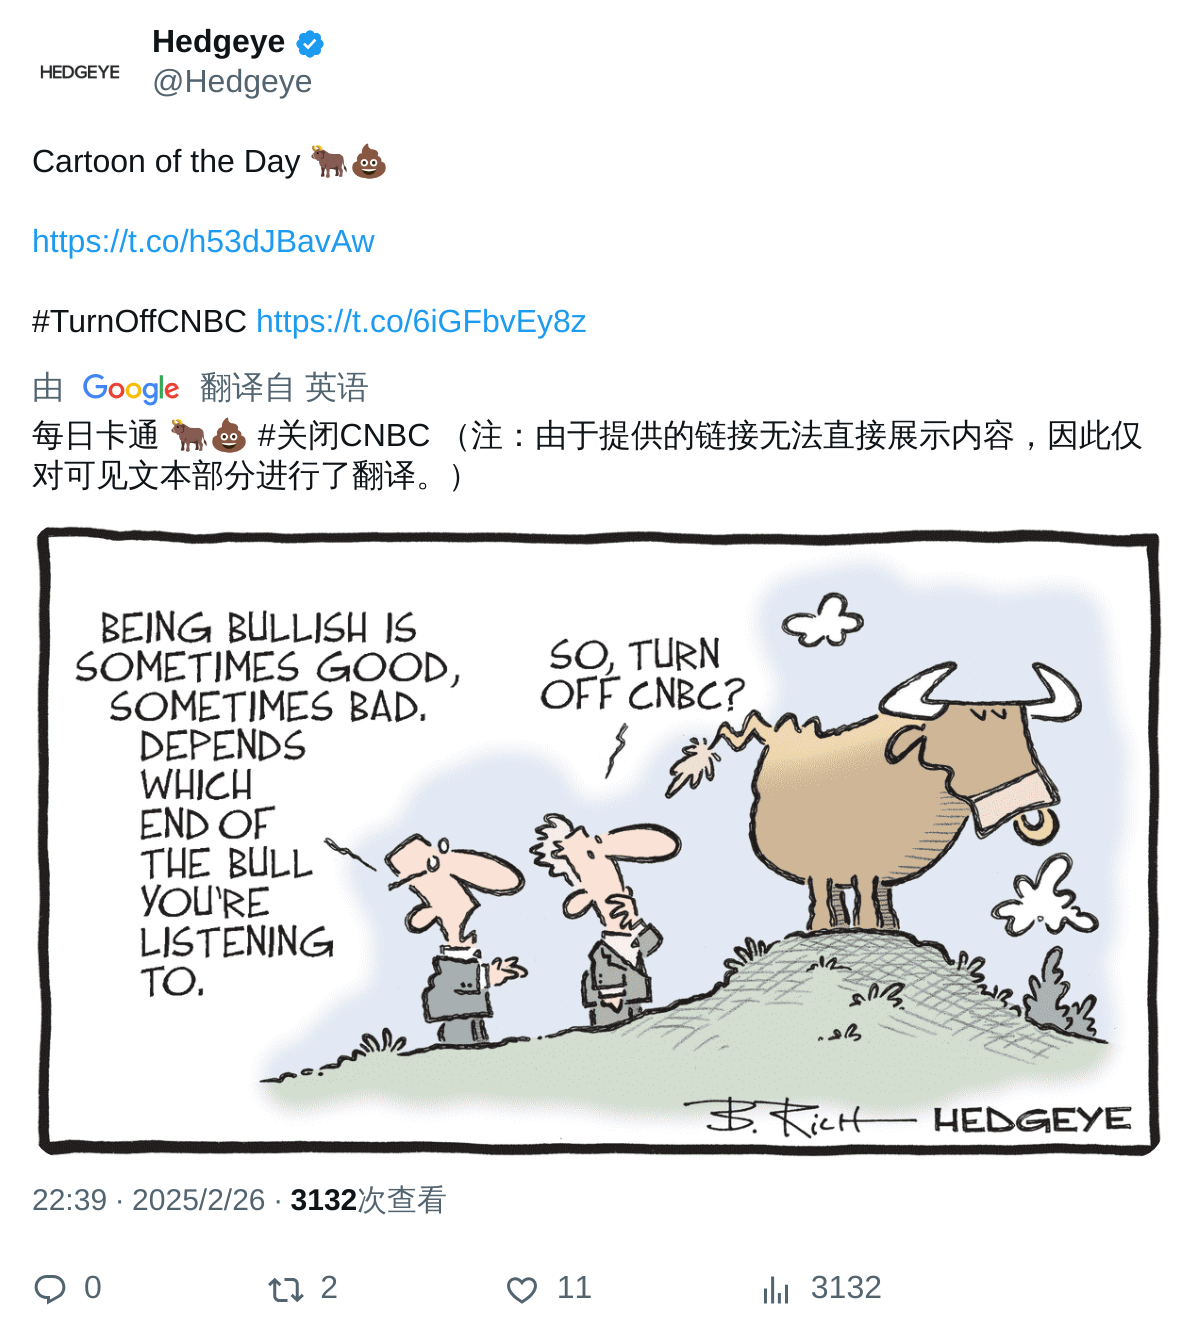 Hedgeye
@Hedgeye
HEDGEYE
Cartoon of the Day 🐂💩
https://t.co/h53dJBavAw
#TurnOffCNBC https://t.co/6iGFbvEy8z
由 Google 翻译自 英语
每日卡通 🐂💩 #关闭CNBC （注：由于提供的链接无法直接展示内容，因此仅
对可见文本部分进行了翻译。）
BEING BULLISH IS
SOMETIMES GOOD,
SOMETIMES BAD.
DEPENDS
WHICH
END OF
THE BULL
YOU'RE
LISTENING
TO.
SO, TURN
OFF CNBC?
B. RICH HEDGEYE
22:39 · 2025/2/26 · 3132次查看
0 2 11 3132